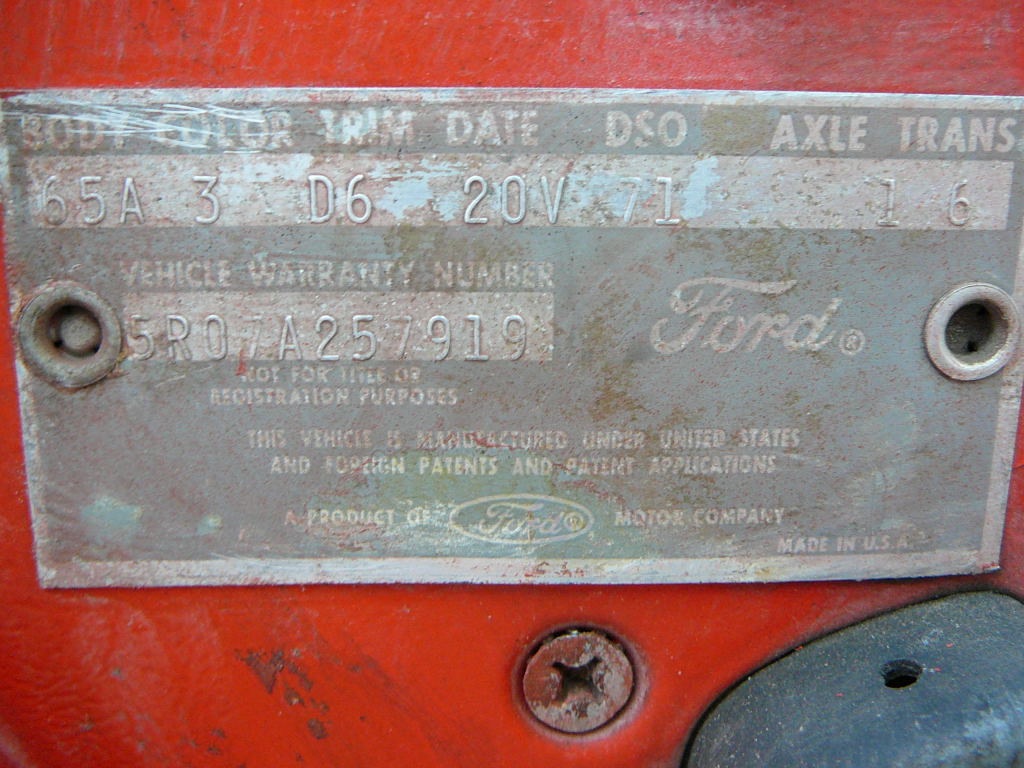 BODY COLOR TRIM DATE DSO AXLE TRANS
65A 3 D6 20V 71 1 6
VEHICLE WARRANTY NUMBER
5R07A257919
Ford®
NOT FOR TITLE OR
REGISTRATION PURPOSES
THIS VEHICLE IS MANUFACTURED UNDER UNITED STATES
AND FOREIGN PATENTS AND PATENT APPLICATIONS
A PRODUCT OF Ford® MOTOR COMPANY
MADE IN U.S.A.